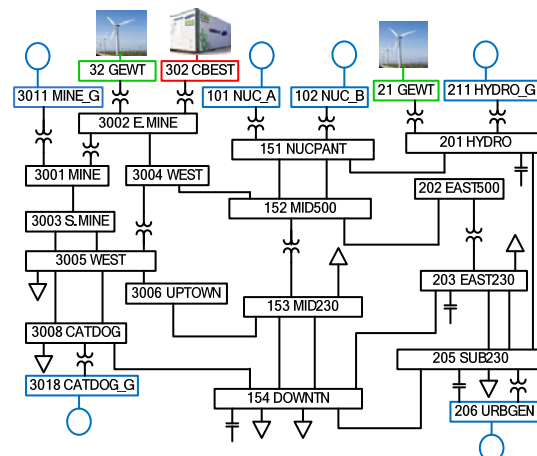 32 GEWT
302 CBEST
3011 MINE_G
101 NUC_A
102 NUC_B
21 GEWT
211 HYDRO_G
3002 E.MINE
201 HYDRO
151 NUCPANT
3001 MINE
3004 WEST
202 EAST500
152 MID500
3003 S.MINE
3005 WEST
203 EAST230
3006 UPTOWN
153 MID230
3008 CATDOG
205 SUB230
3018 CATDOG_G
154 DOWNTN
206 URBGEN